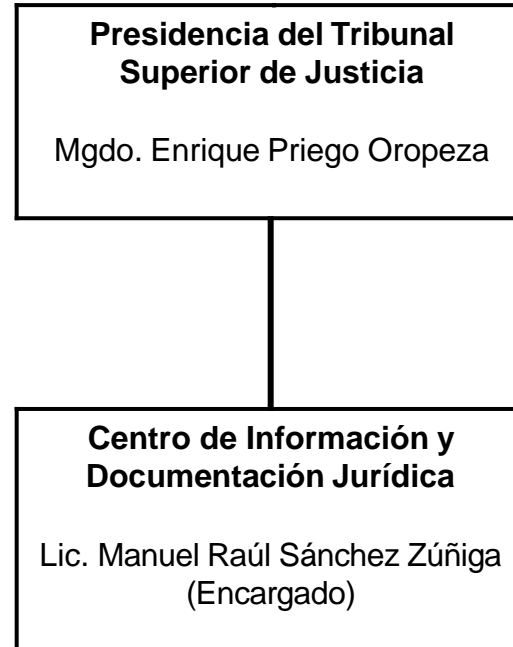 Presidencia del Tribunal
Superior de Justicia
Mgdo. Enrique Priego Oropeza
Centro de Información y
Documentación Jurídica
Lic. Manuel Raúl Sánchez Zúñiga
(Encargado)